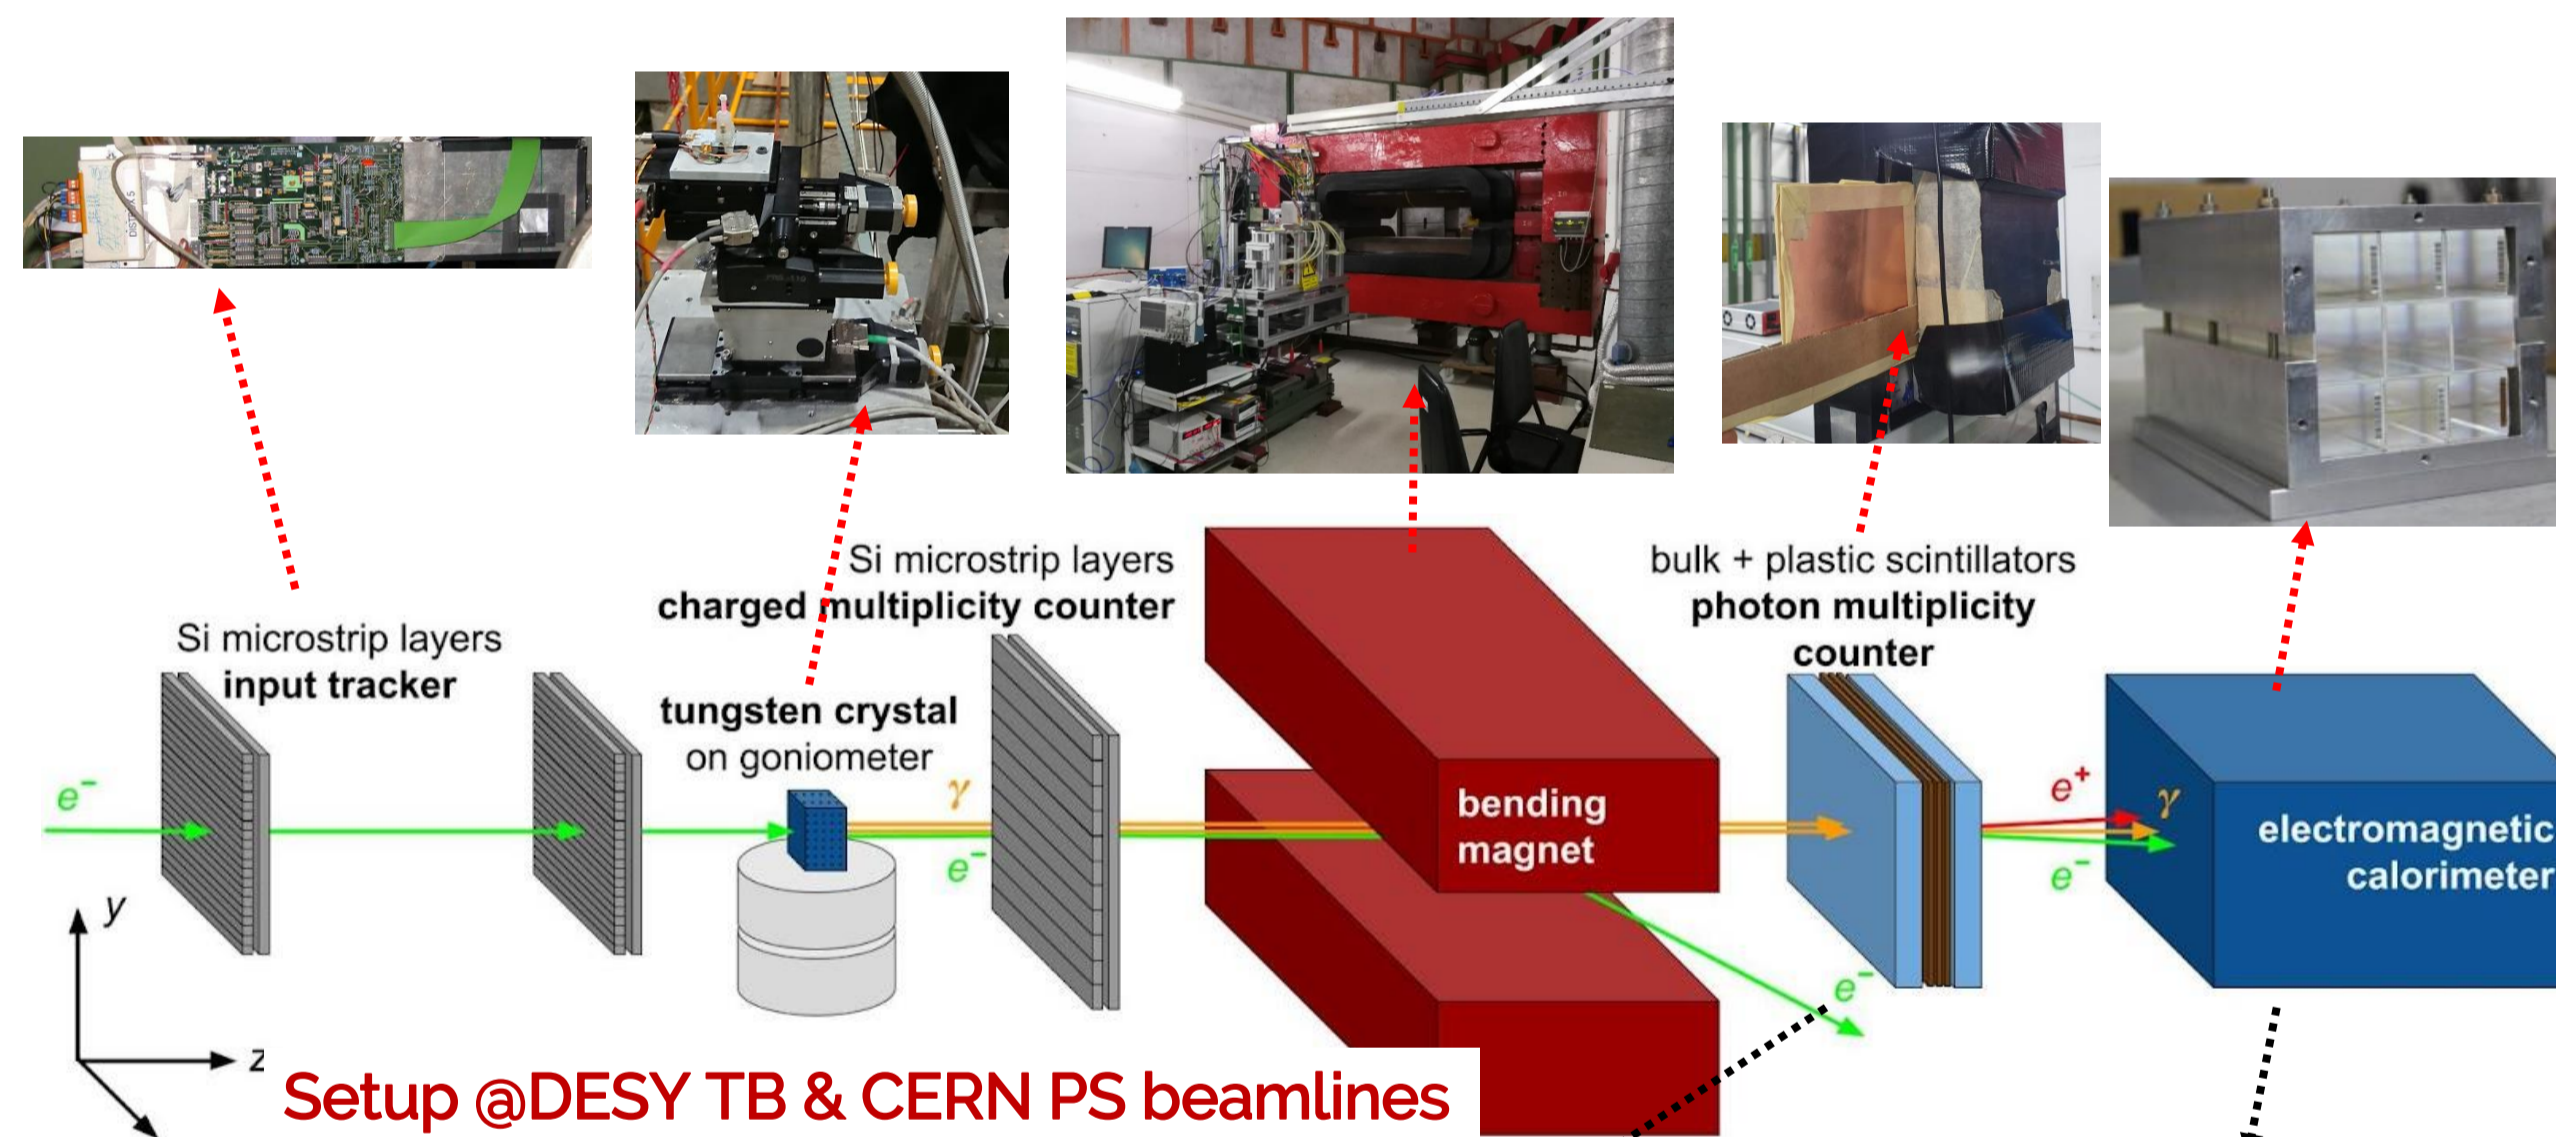 Si microstrip layers
input tracker
Si microstrip layers
charged multiplicity counter
tungsten crystal
on goniometer
bulk + plastic scintillators
photon multiplicity
counter
e⁻
γ
e⁻
bending
magnet
e⁻
e⁺
γ
e⁻
electromagnetic
calorimeter
y
z
Setup @DESY TB & CERN PS beamlines